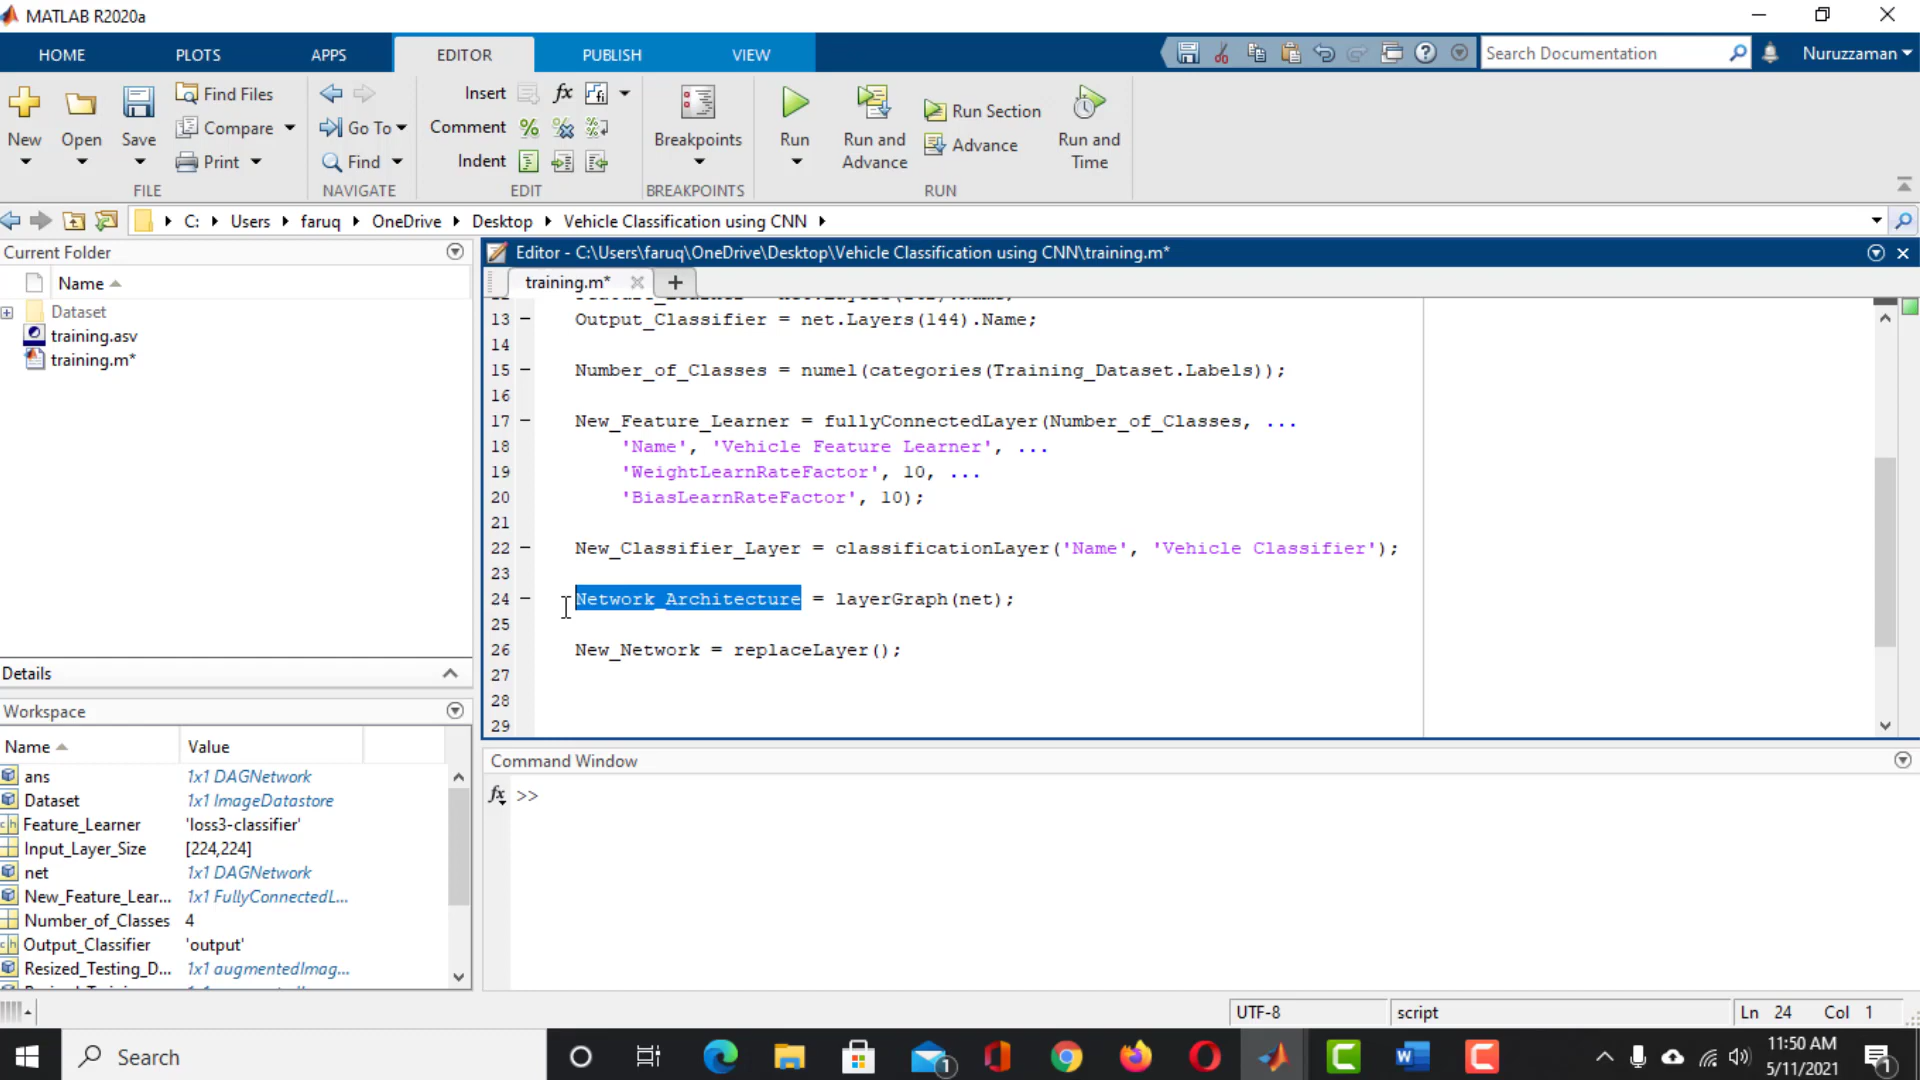 MATLAB R2020a
HOME PLOTS APPS EDITOR PUBLISH VIEW Search Documentation Nuruzzaman
New Open Save Find Files Compare Print
FILE
Go To Find
NAVIGATE
Insert fx
Comment %
Indent
EDIT
Breakpoints
BREAKPOINTS
Run Run and Advance Run Section Advance Run and Time
RUN
C: Users faruq OneDrive Desktop Vehicle Classification using CNN
Current Folder
Name
Dataset
training.asv
training.m*
Details
Workspace
Name Value
ans 1x1 DAGNetwork
Dataset 1x1 ImageDatastore
Feature_Learner 'loss3-classifier'
Input_Layer_Size [224,224]
net 1x1 DAGNetwork
New_Feature_Lear... 1x1 FullyConnectedL...
Number_of_Classes 4
Output_Classifier 'output'
Resized_Testing_D... 1x1 augmentedImag...
Editor - C:\Users\faruq\OneDrive\Desktop\Vehicle Classification using CNN\training.m*
training.m* +
13 – Output_Classifier = net.Layers(144).Name;
14
15 – Number_of_Classes = numel(categories(Training_Dataset.Labels));
16
17 – New_Feature_Learner = fullyConnectedLayer(Number_of_Classes, ...
18 'Name', 'Vehicle Feature Learner', ...
19 'WeightLearnRateFactor', 10, ...
20 'BiasLearnRateFactor', 10);
21
22 – New_Classifier_Layer = classificationLayer('Name', 'Vehicle Classifier');
23
24 – Network_Architecture = layerGraph(net);
25
26 New_Network = replaceLayer();
27
28
29
Command Window
fx >>
UTF-8 script Ln 24 Col 1
Search
1
11:50 AM
5/11/2021
1